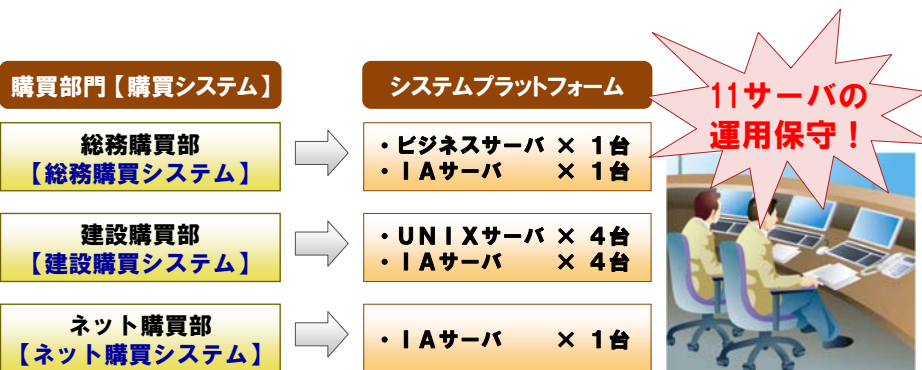 購買部門【購買システム】
システムプラットフォーム
11サーバの
運用保守！
総務購買部
【総務購買システム】
・ビジネスサーバ × 1台
・ＩＡサーバ × 1台
建設購買部
【建設購買システム】
・ＵＮＩＸサーバ × 4台
・ＩＡサーバ × 4台
ネット購買部
【ネット購買システム】
・ＩＡサーバ × 1台